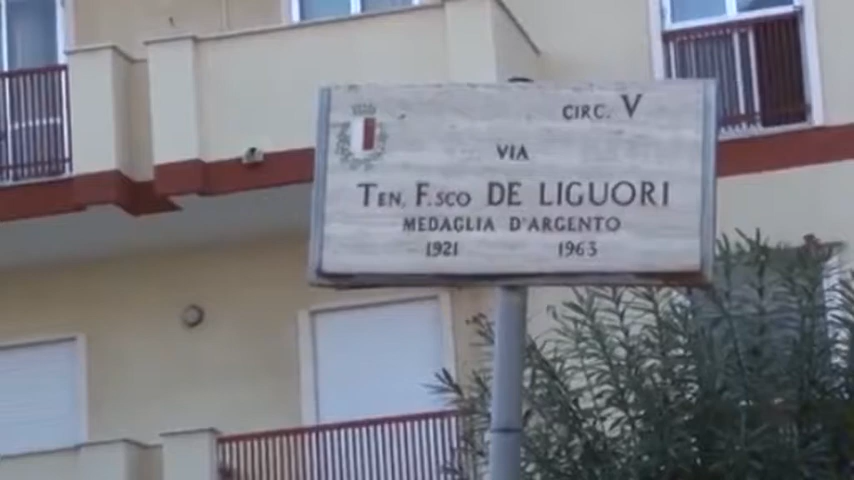 CIRC. V
VIA
TEN. F.SCO DE LIGUORI
MEDAGLIA D'ARGENTO
1921 1963